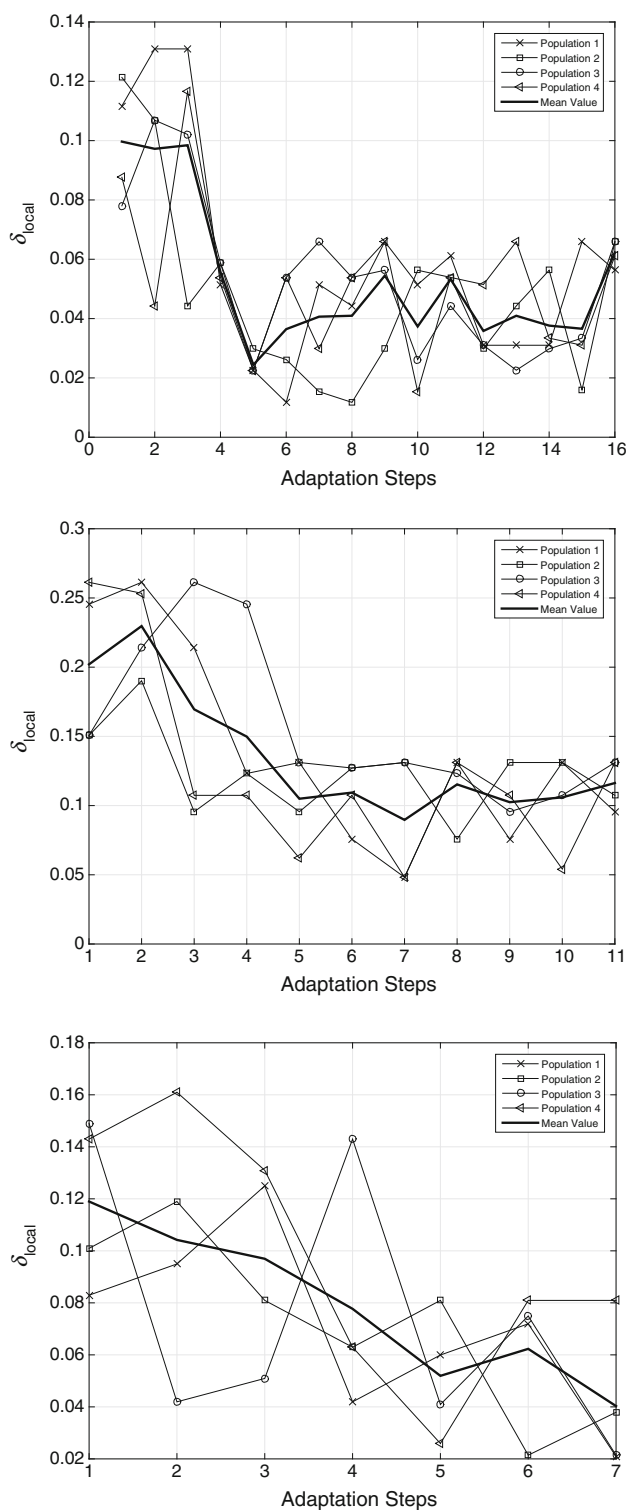 0.14
0.12
0.1
0.08
0.06
0.04
0.02
0
δlocal
Population 1
Population 2
Population 3
Population 4
Mean Value
0 2 4 6 8 10 12 14 16
Adaptation Steps
0.3
0.25
0.2
0.15
0.1
0.05
0
δlocal
Population 1
Population 2
Population 3
Population 4
Mean Value
1 2 3 4 5 6 7 8 9 10 11
Adaptation Steps
0.18
0.16
0.14
0.12
0.1
0.08
0.06
0.04
0.02
δlocal
Population 1
Population 2
Population 3
Population 4
Mean Value
1 2 3 4 5 6 7
Adaptation Steps